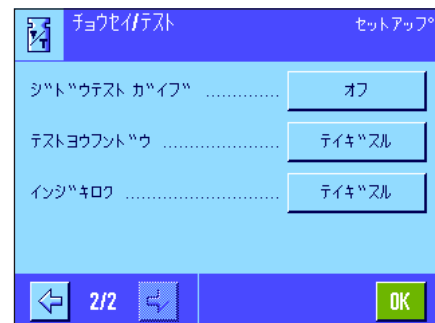 チョウセイ/テスト
セットアップ
ジドウテスト ガイブ ............. オフ
テストヨウフンドウ .................... テイギスル
インジキロク .......................... テイギスル
2/2
OK